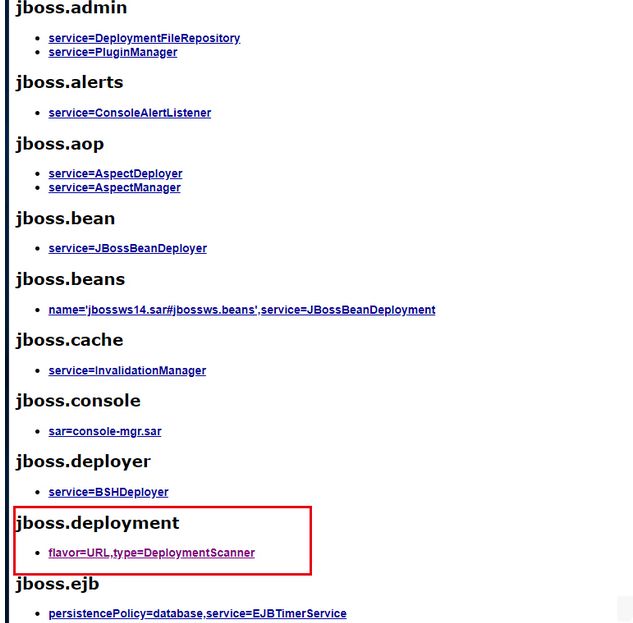 jboss.admin
service=DeploymentFileRepository
service=PluginManager
jboss.alerts
service=ConsoleAlertListener
jboss.aop
service=AspectDeployer
service=AspectManager
jboss.bean
service=JBossBeanDeployer
jboss.beans
name='jbossws14.sar#jbossws.beans',service=JBossBeanDeployment
jboss.cache
service=InvalidationManager
jboss.console
sar=console-mgr.sar
jboss.deployer
service=BSHDeployer
jboss.deployment
flavor=URL,type=DeploymentScanner
jboss.ejb
persistencePolicy=database,service=EJBTimerService